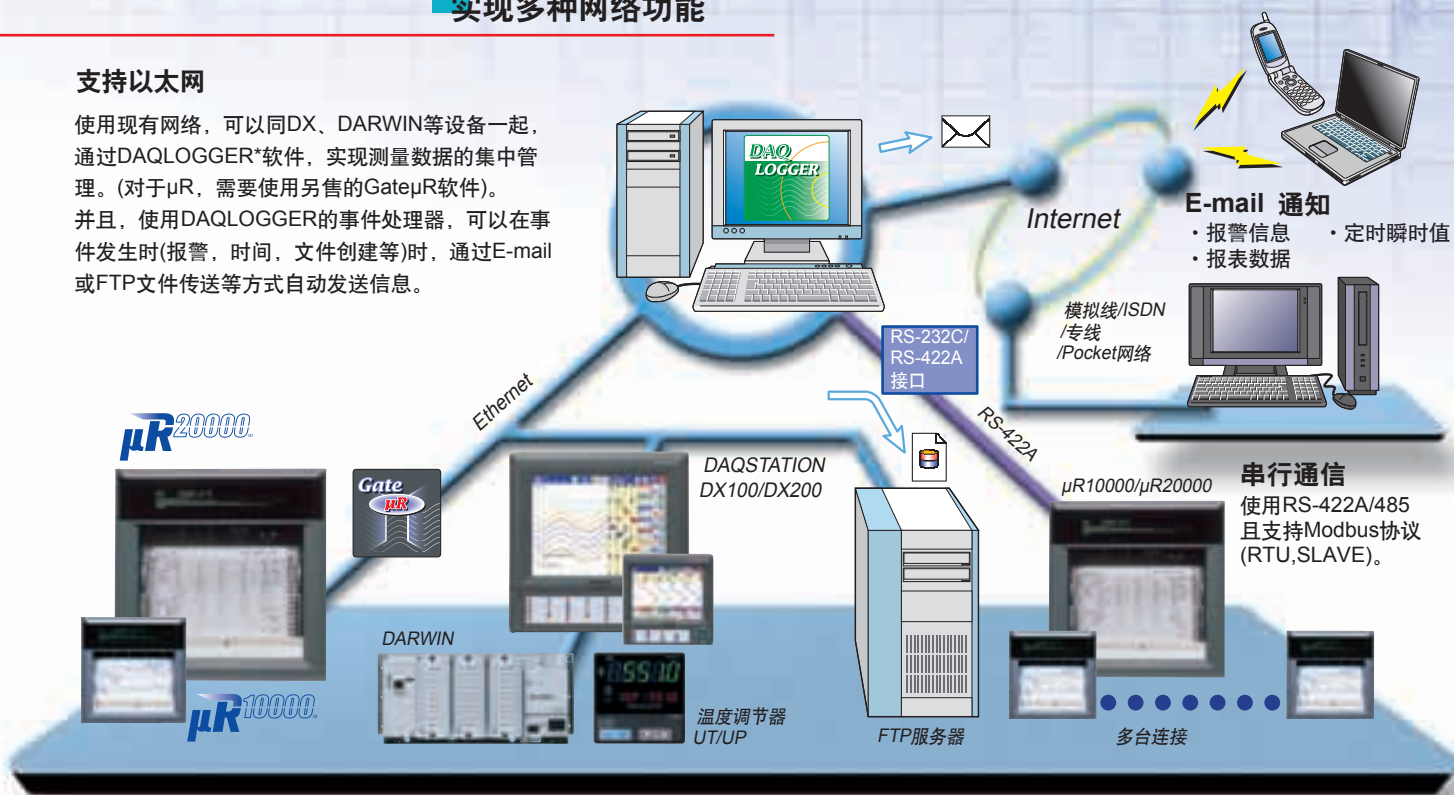 实现多种网络功能
支持以太网
使用现有网络，可以同DX、DARWIN等设备一起，
通过DAQLOGGER*软件，实现测量数据的集中管
理。(对于μR，需要使用另售的GateμR软件)。
并且，使用DAQLOGGER的事件处理器，可以在事
件发生时(报警，时间，文件创建等)时，通过E-mail
或FTP文件传送等方式自动发送信息。
DAQ
LOGGER
Internet
E-mail 通知
・报警信息 ・定时瞬时值
・报表数据
模拟线/ISDN
/专线
/Pocket网络
RS-232C/
RS-422A
接口
Ethernet
RS-422A
μR20000
Gate
μR
DAQSTATION
DX100/DX200
μR10000/μR20000
串行通信
使用RS-422A/485
且支持Modbus协议
(RTU,SLAVE)。
DARWIN
μR10000
温度调节器
UT/UP
FTP服务器
多台连接